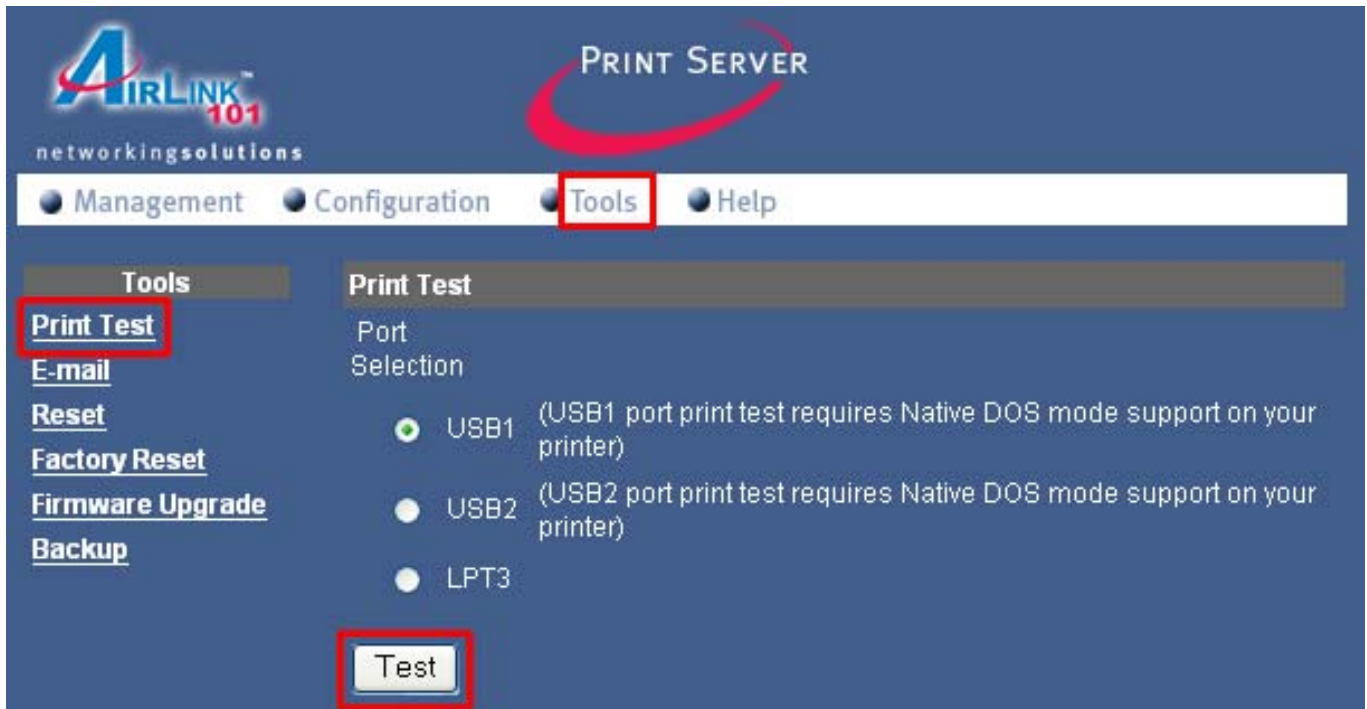 AIRLINK™
101
networkingsolutions
PRINT SERVER
Management Configuration Tools Help
Tools
Print Test
E-mail
Reset
Factory Reset
Firmware Upgrade
Backup
Print Test
Port
Selection
USB1 (USB1 port print test requires Native DOS mode support on your
printer)
USB2 (USB2 port print test requires Native DOS mode support on your
printer)
LPT3
Test